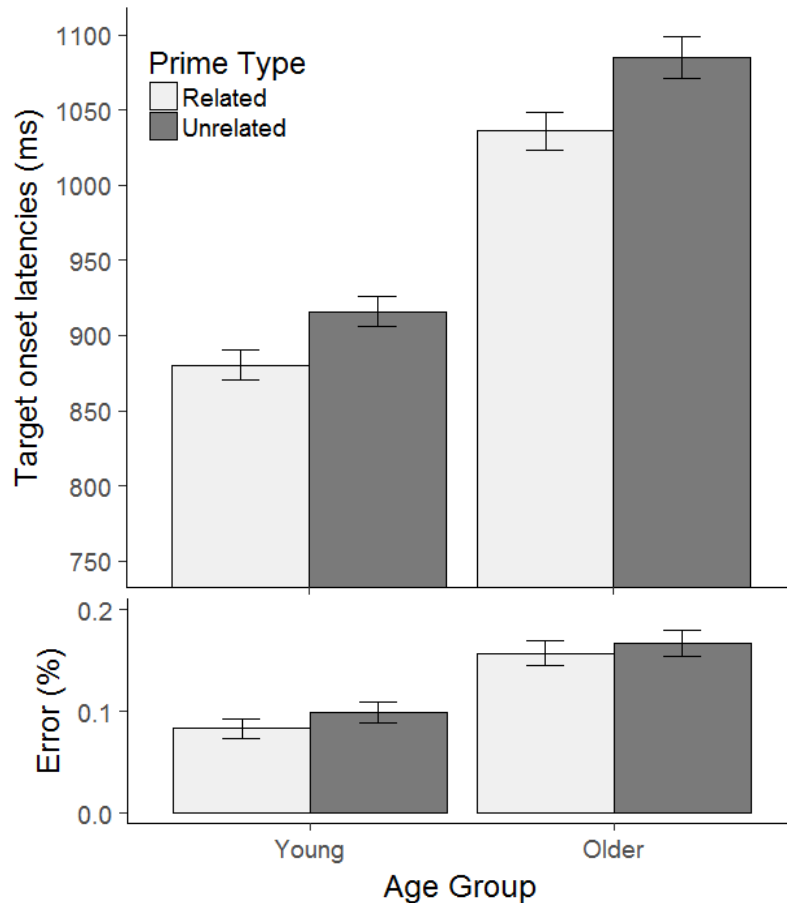 Target onset latencies (ms)
1100
1050
1000
950
900
850
800
750
Prime Type
Related
Unrelated
Error (%)
0.2
0.1
0.0
Young
Older
Age Group